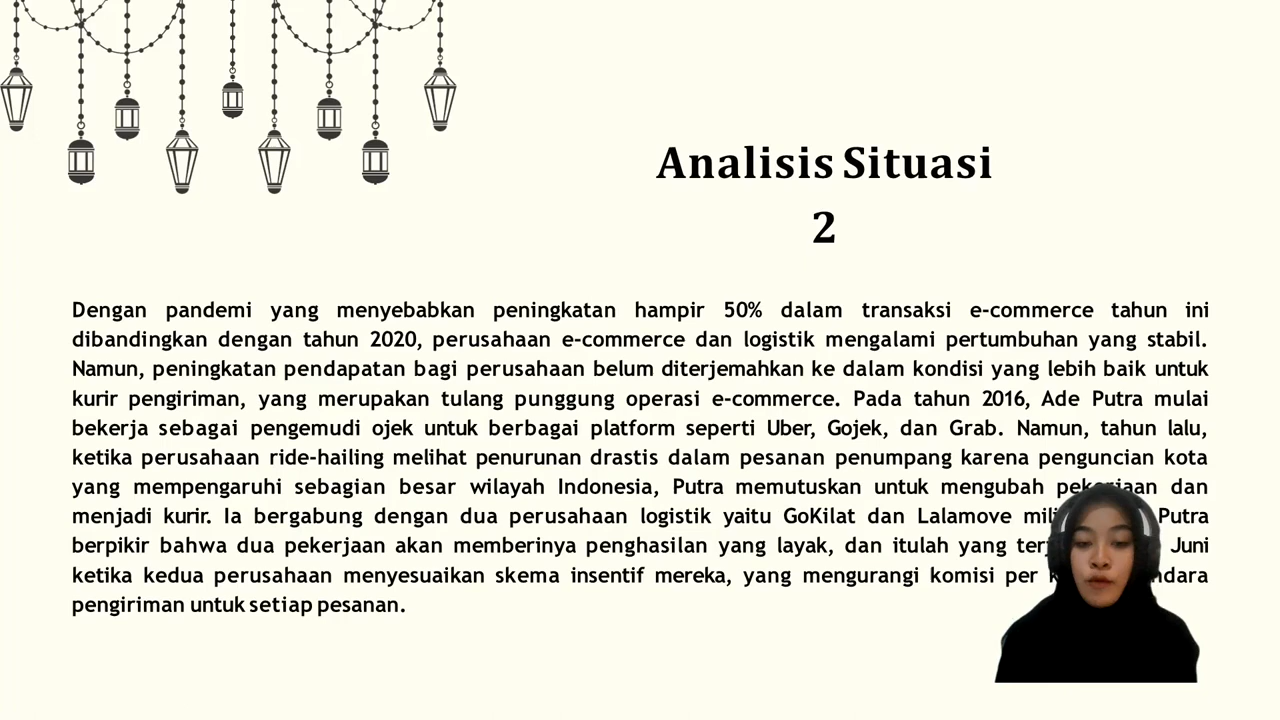 Analisis Situasi
2
Dengan pandemi yang menyebabkan peningkatan hampir 50% dalam transaksi e-commerce tahun ini
dibandingkan dengan tahun 2020, perusahaan e-commerce dan logistik mengalami pertumbuhan yang stabil.
Namun, peningkatan pendapatan bagi perusahaan belum diterjemahkan ke dalam kondisi yang lebih baik untuk
kurir pengiriman, yang merupakan tulang punggung operasi e-commerce. Pada tahun 2016, Ade Putra mulai
bekerja sebagai pengemudi ojek untuk berbagai platform seperti Uber, Gojek, dan Grab. Namun, tahun lalu,
ketika perusahaan ride-hailing melihat penurunan drastis dalam pesanan penumpang karena penguncian kota
yang mempengaruhi sebagian besar wilayah Indonesia, Putra memutuskan untuk mengubah pekerjaan dan
menjadi kurir. Ia bergabung dengan dua perusahaan logistik yaitu GoKilat dan Lalamove Putra
berpikir bahwa dua pekerjaan akan memberinya penghasilan yang layak, dan itulah yang Juni
ketika kedua perusahaan menyesuaikan skema insentif mereka, yang mengurangi komisi per
pengiriman untuk setiap pesanan.